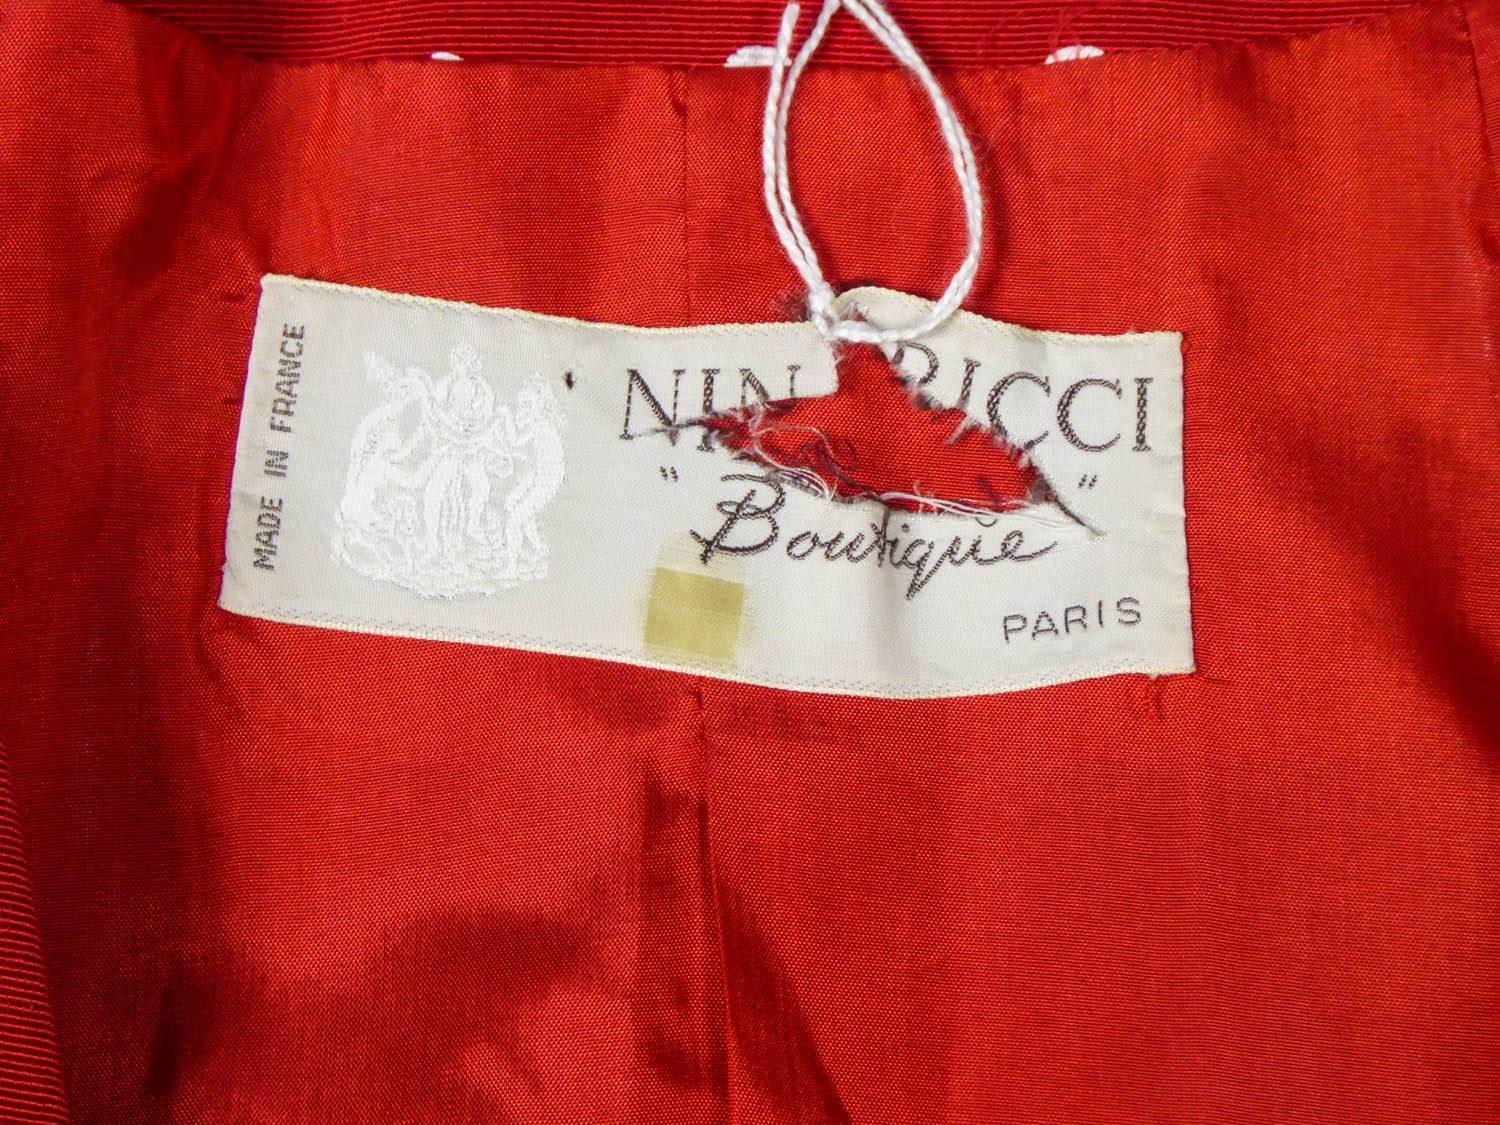 MADE IN FRANCE
NIN RICCI
"Boutique"
PARIS